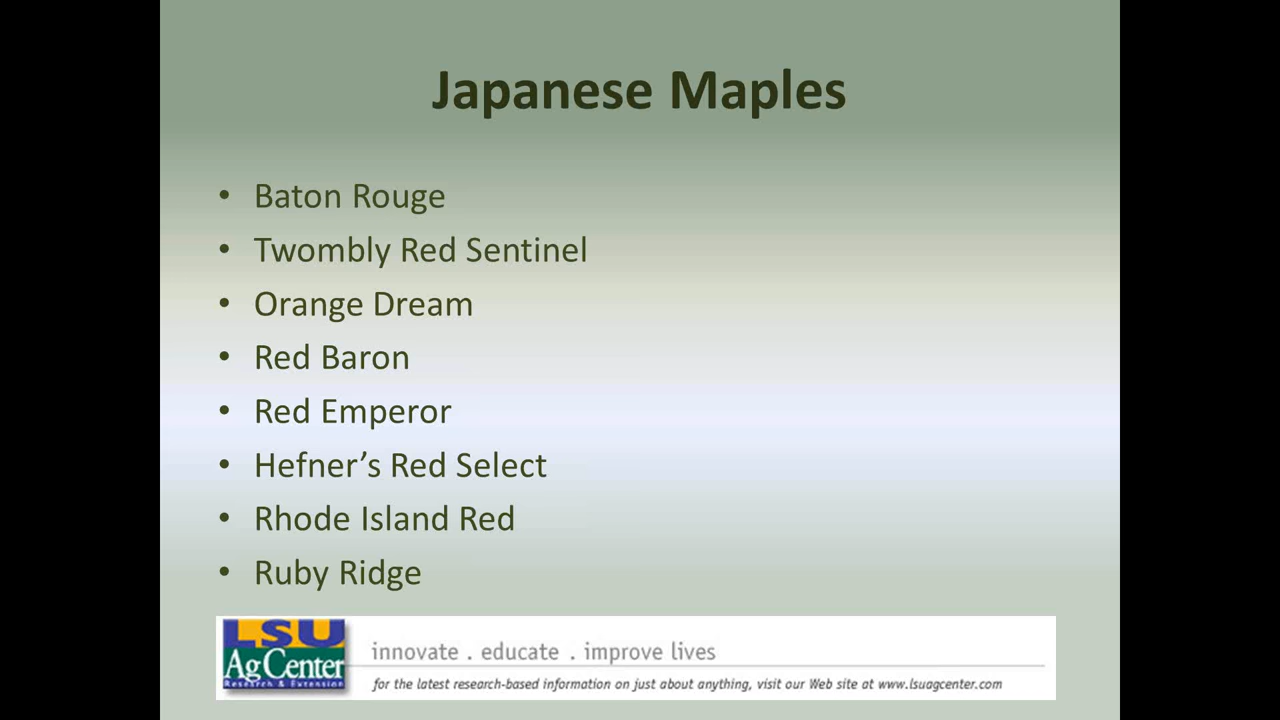 Japanese Maples
• Baton Rouge
• Twombly Red Sentinel
• Orange Dream
• Red Baron
• Red Emperor
• Hefner’s Red Select
• Rhode Island Red
• Ruby Ridge
LSU
AgCenter
Research & Extension
innovate . educate . improve lives
for the latest research-based information on just about anything, visit our Web site at www.lsuagcenter.com